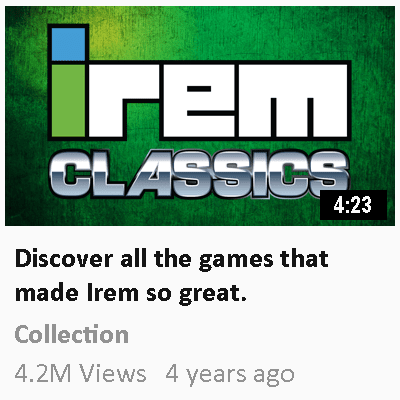 irem
CLASSICS
4:23
Discover all the games that
made Irem so great.
Collection
4.2M Views 4 years ago